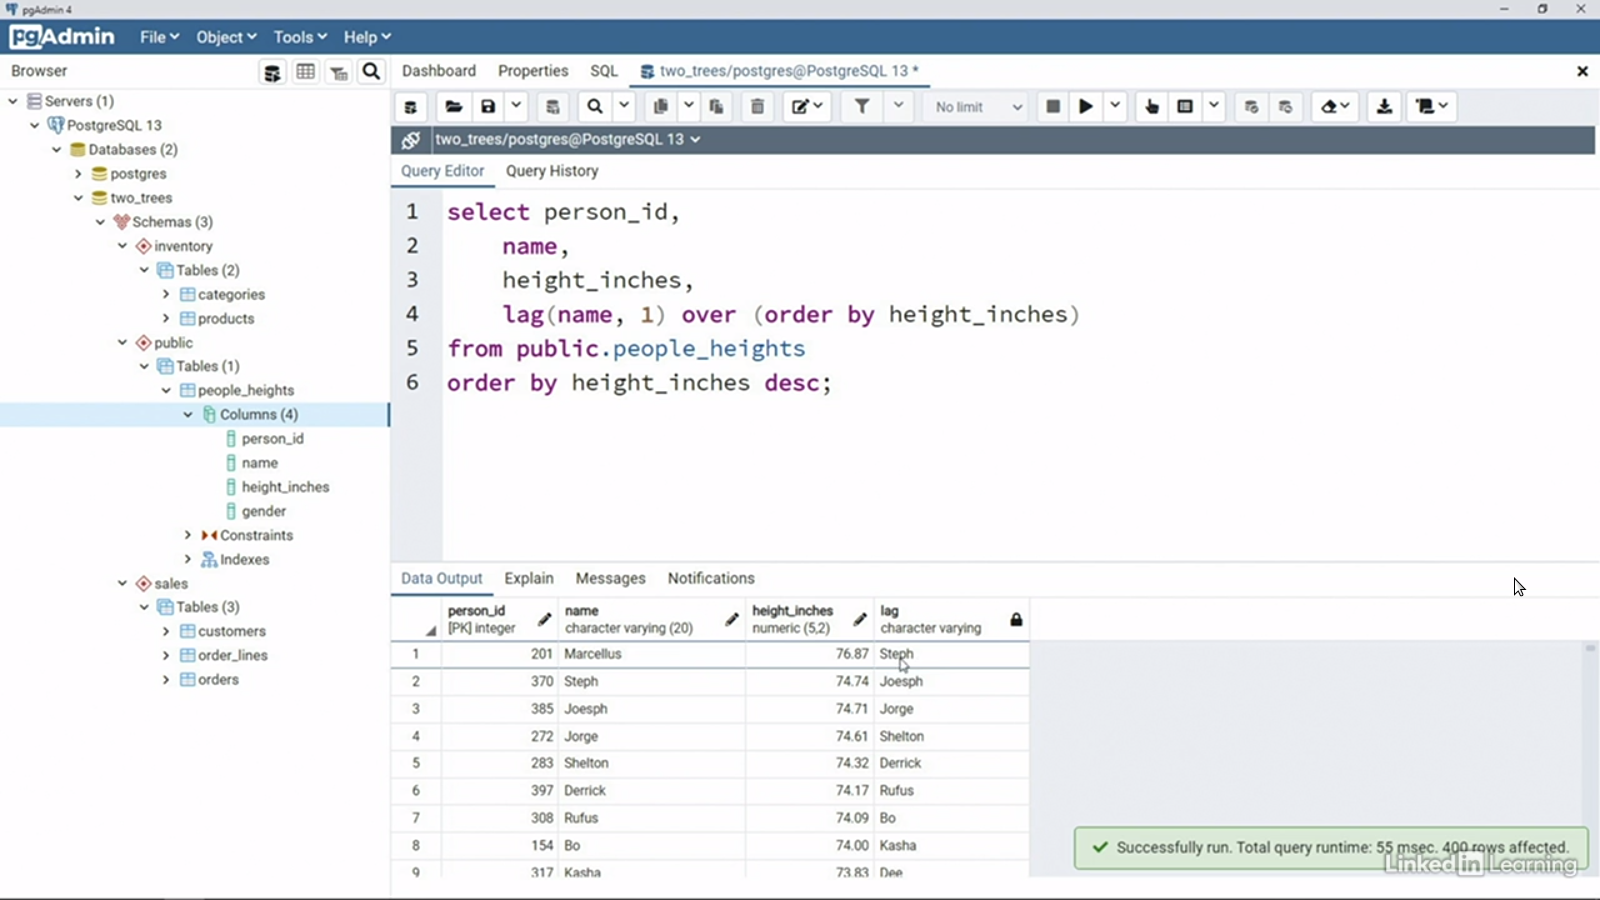 pgAdmin 4
pgAdmin File Object Tools Help
Browser
Dashboard Properties SQL two_trees/postgres@PostgreSQL 13 *
Servers (1)
PostgreSQL 13
Databases (2)
postgres
two_trees
Schemas (3)
inventory
Tables (2)
categories
products
public
Tables (1)
people_heights
Columns (4)
person_id
name
height_inches
gender
Constraints
Indexes
sales
Tables (3)
customers
order_lines
orders
No limit
two_trees/postgres@PostgreSQL 13
Query Editor Query History
1 select person_id,
2 name,
3 height_inches,
4 lag(name, 1) over (order by height_inches)
5 from public.people_heights
6 order by height_inches desc;
Data Output Explain Messages Notifications
person_id name height_inches lag
[PK] integer character varying (20) numeric (5,2) character varying
1 201 Marcellus 76.87 Steph
2 370 Steph 74.74 Joesph
3 385 Joesph 74.71 Jorge
4 272 Jorge 74.61 Shelton
5 283 Shelton 74.32 Derrick
6 397 Derrick 74.17 Rufus
7 308 Rufus 74.09 Bo
8 154 Bo 74.00 Kasha
9 317 Kasha 73.83 Dee
Successfully run. Total query runtime: 55 msec. 400 rows affected.
LinkedIn Learning